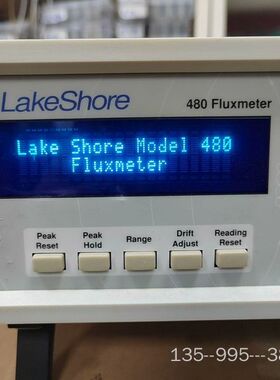 LakeShore 480 Fluxmeter
Lake Shore Model 480
Fluxmeter
Peak Reset Peak Hold Range Drift Adjust Reading Reset